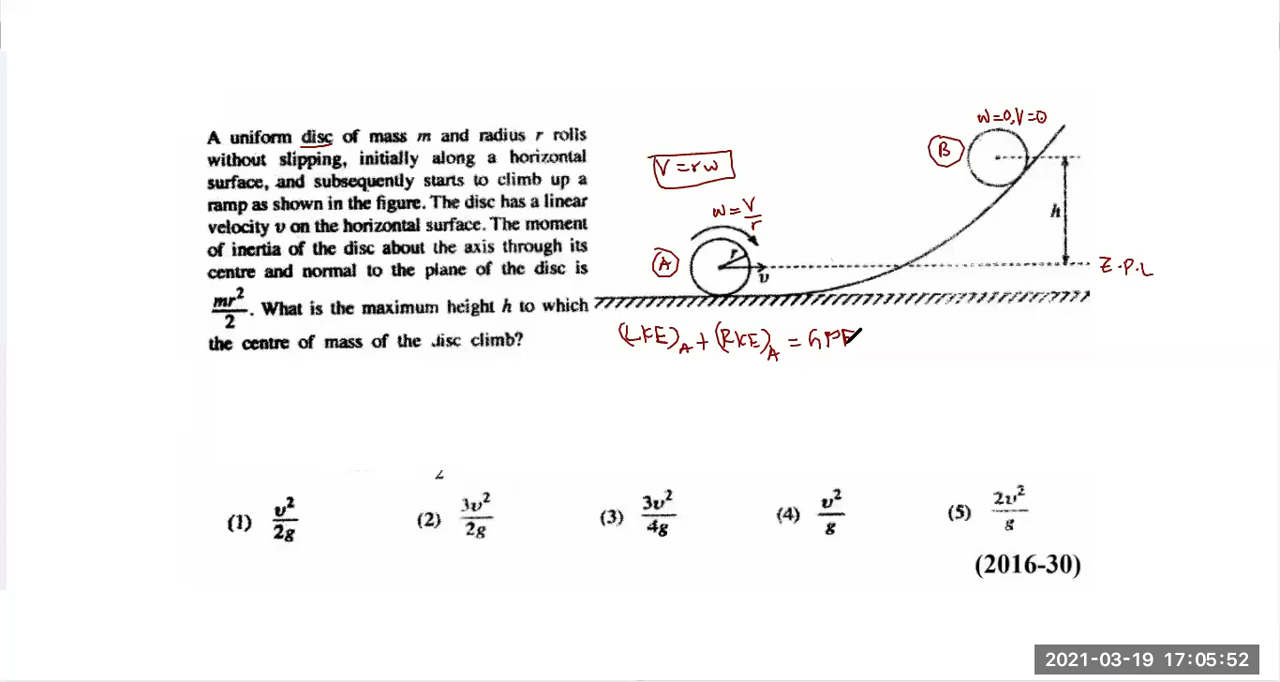 A uniform disc of mass m and radius r rolls
without slipping, initially along a horizontal
surface, and subsequently starts to climb up a
ramp as shown in the figure. The disc has a linear
velocity υ on the horizontal surface. The moment
of inertia of the disc about the axis through its
centre and normal to the plane of the disc is
mr²/2. What is the maximum height h to which
the centre of mass of the disc climb?
V = rω
ω = V/r
A
r
υ
B
ω=0, V=0
h
Z.P.L
(LKE)A + (RKE)A = GPE
(1) υ²/2g (2) 3υ²/2g (3) 3υ²/4g (4) υ²/g (5) 2υ²/g
(2016-30)
2021-03-19 17:05:52